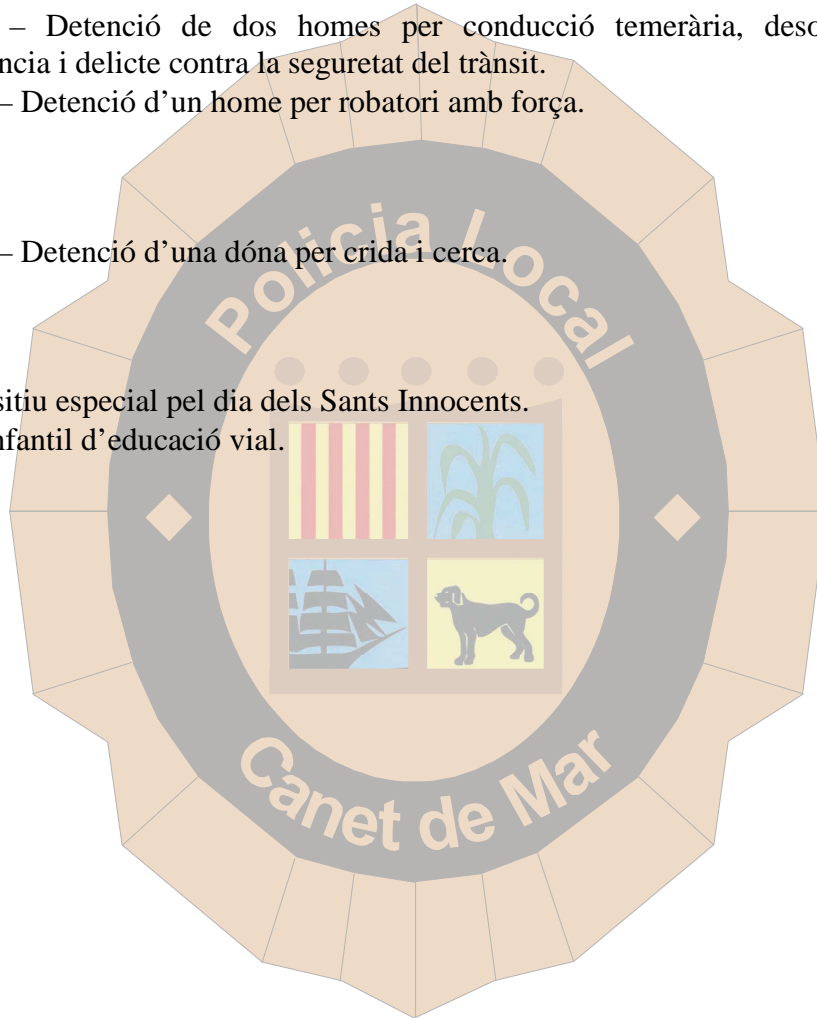 – Detenció de dos homes per conducció temerària, deso
ncia i delicte contra la seguretat del trànsit.
– Detenció d’un home per robatori amb força.
– Detenció d’una dóna per crida i cerca.
sitiu especial pel dia dels Sants Innocents.
nfantil d’educació vial.
Policia Local
Canet de Mar